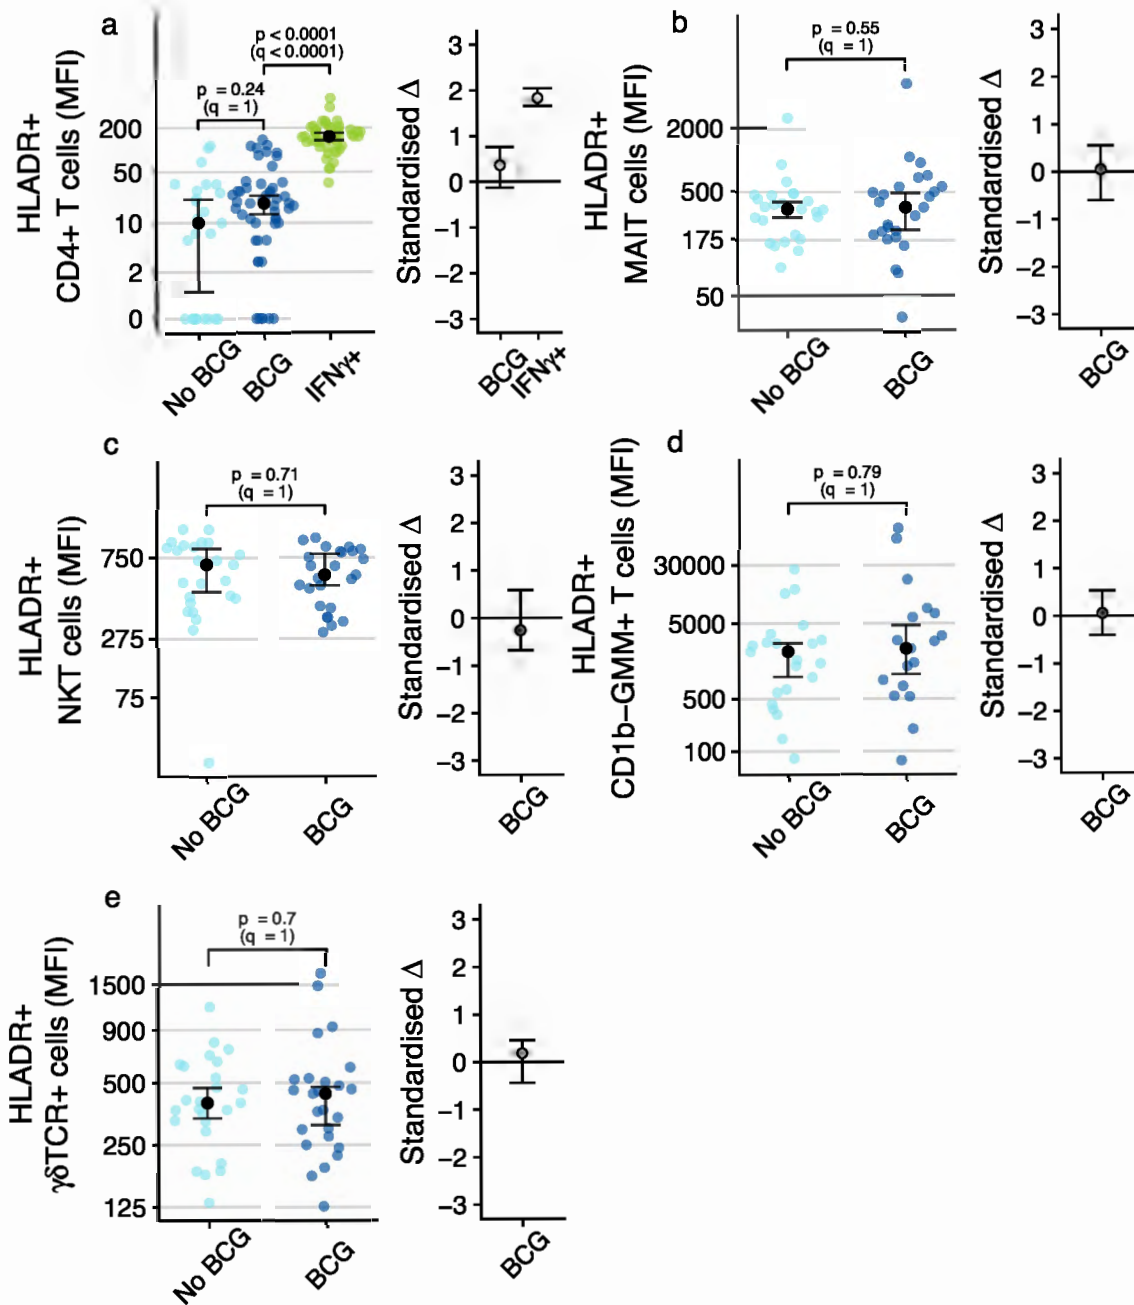 a
HLADR+
CD4+ T cells (MFI)
200
50
10
2
0
p < 0.0001
(q < 0.0001)
p = 0.24
(q = 1)
No BCG
BCG
IFNγ+
Standardised Δ
3
2
1
0
−1
−2
−3
BCG
IFNγ+
b
HLADR+
MAIT cells (MFI)
2000
500
175
50
p = 0.55
(q = 1)
No BCG
BCG
Standardised Δ
3
2
1
0
−1
−2
−3
BCG
c
HLADR+
NKT cells (MFI)
750
275
75
p = 0.71
(q = 1)
No BCG
BCG
Standardised Δ
3
2
1
0
−1
−2
−3
BCG
d
HLADR+
CD1b−GMM+ T cells (MFI)
30000
5000
500
100
p = 0.79
(q = 1)
No BCG
BCG
Standardised Δ
3
2
1
0
−1
−2
−3
BCG
e
HLADR+
γδTCR+ cells (MFI)
1500
900
500
250
125
p = 0.7
(q = 1)
No BCG
BCG
Standardised Δ
3
2
1
0
−1
−2
−3
BCG